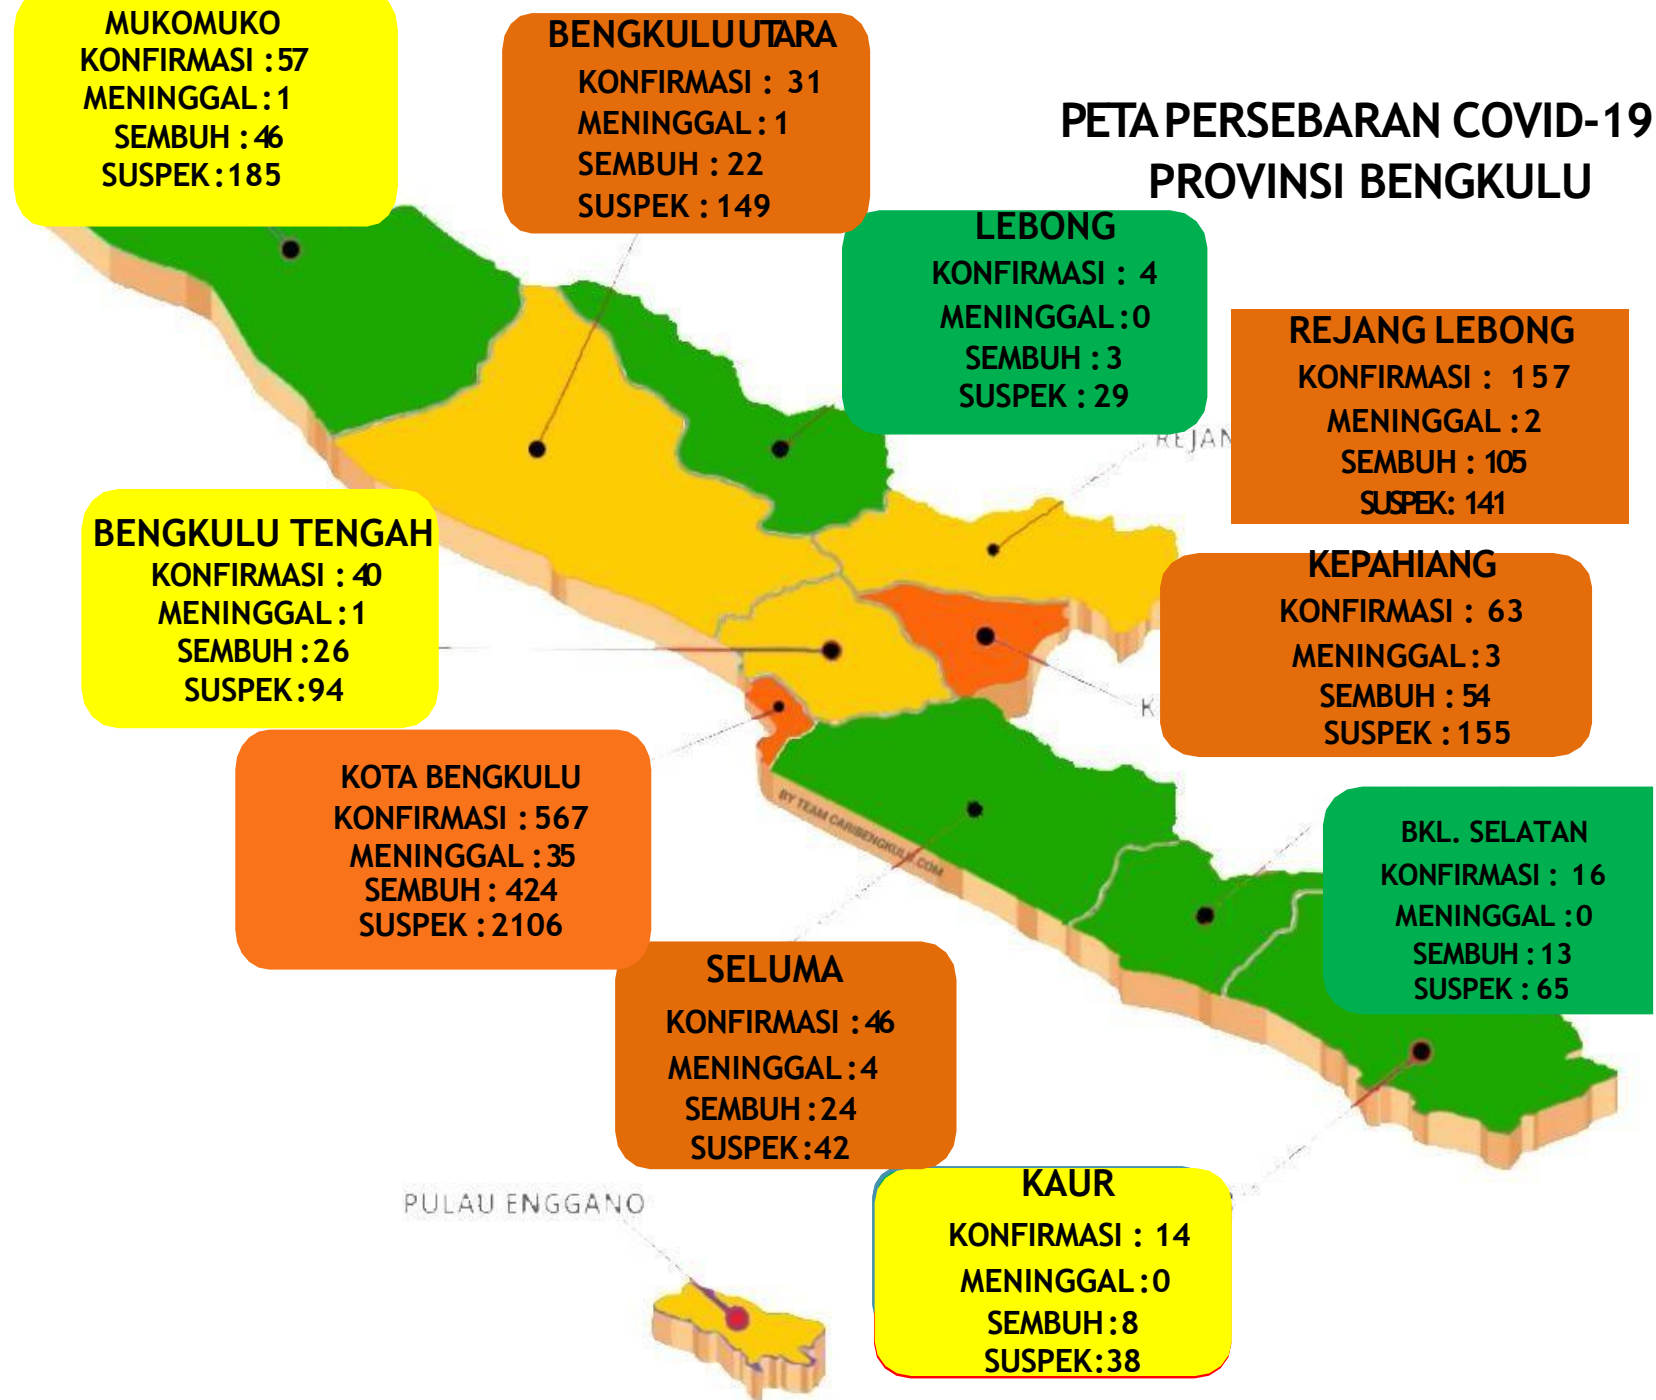 MUKOMUKO
KONFIRMASI : 57
MENINGGAL : 1
SEMBUH : 46
SUSPEK : 185
BENGKULU UTARA
KONFIRMASI : 31
MENINGGAL : 1
SEMBUH : 22
SUSPEK : 149
PETA PERSEBARAN COVID-19
PROVINSI BENGKULU
LEBONG
KONFIRMASI : 4
MENINGGAL : 0
SEMBUH : 3
SUSPEK : 29
REJANG LEBONG
KONFIRMASI : 157
MENINGGAL : 2
SEMBUH : 105
SUSPEK : 141
BENGKULU TENGAH
KONFIRMASI : 40
MENINGGAL : 1
SEMBUH : 26
SUSPEK : 94
KEPAHIANG
KONFIRMASI : 63
MENINGGAL : 3
SEMBUH : 54
SUSPEK : 155
KOTA BENGKULU
KONFIRMASI : 567
MENINGGAL : 35
SEMBUH : 424
SUSPEK : 2106
BY TEAM CARIBENGKULU.COM
BKL. SELATAN
KONFIRMASI : 16
MENINGGAL : 0
SEMBUH : 13
SUSPEK : 65
SELUMA
KONFIRMASI : 46
MENINGGAL : 4
SEMBUH : 24
SUSPEK : 42
KAUR
KONFIRMASI : 14
MENINGGAL : 0
SEMBUH : 8
SUSPEK : 38
PULAU ENGGANO